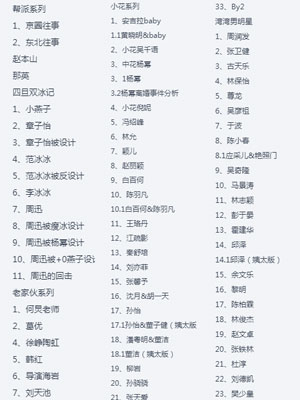 帮派系列
1、京圈往事
2、东北往事
赵本山
那英
四旦双冰记
1、小燕子
2、章子怡
3、章子怡被设计
4、范冰冰
5、范冰冰被反设计
6、李冰冰
7、周迅
8、周迅被瘦冰设计
9、周迅被杨幂设计
10、周迅被+0燕子设计
11、周迅的回击
老家伙系列
1、何炅老师
2、葛优
4、徐峥陶虹
5、韩红
6、导演海岩
7、刘天池
小花系列
1、安吉拉baby
1.1黄晓明&baby
2、小花吴千语
3、中花杨幂
3、1杨幂
3.2杨幂离婚事件分析
4、小花倪妮
5、冯绍峰
6、林允
7、颖儿
8、赵丽颖
9、白百何
10、陈羽凡
10.1白百何&陈羽凡
11、王珞丹
12、江疏影
13、秦舒培
14、刘亦菲
15、张馨予
16、沈月&胡一天
17、孙怡
17.1孙怡&董子健（姨太版
18、潘粤明&董洁
18.1董洁（姨太版）
19、柳岩
20、孙骁骁
21、张天爱
33、By2
湾湾男明星
1、周润发
2、张卫健
3、古天乐
4、林保怡
5、尊龙
6、吴彦祖
7、于波
8、陈小春
8.1应采儿&艳照门
9、吴奇隆
10、马景涛
11、林志颖
12、彭于晏
13、霍建华
14、邱泽
14.1邱泽（姨太版）
15、余文乐
16、黎明
17、陈柏霖
18、林俊杰
19、赵文卓
20、张铁林
21、杜淳
22、刘德凯
23、樊少皇